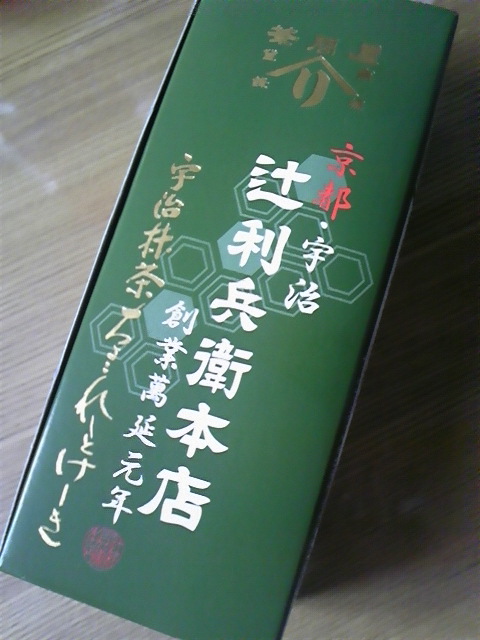 京都・宇治
辻利兵衛本店
創業萬延元年
宇治抹茶ちょこれーとけーき